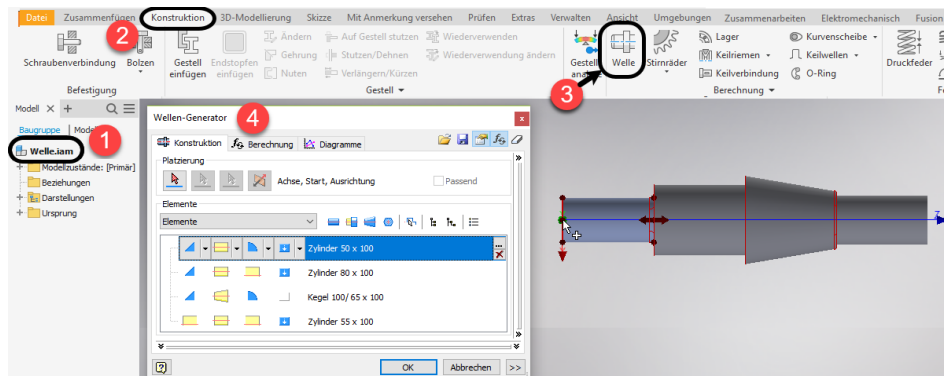 Datei Zusammenfügen Konstruktion 3D-Modellierung Skizze Mit Anmerkung versehen Prüfen Extras Verwalten Ansicht Umgebungen Zusammenarbeiten Elektromechanisch Fusion
2
Ändern Auf Gestell stutzen Wiederverwenden
Lager Kurvenscheibe
Gehrung Stutzen/Dehnen Wiederverwendung ändern
Keilriemen Keilwellen
Schraubenverbindung Bolzen Gestell einfügen Endstopfen einfügen Nuten Verlängern/Kürzen
Gestell Welle Stirnräder Keilverbindung O-Ring Druckfeder
Befestigung Gestell Berechnung
3
Modell
Baugruppe
1
Welle.iam
Modellzustände: [Primär]
Beziehungen
Darstellungen
Ursprung
Wellen-Generator
4
x
Konstruktion Berechnung Diagramme
Platzierung
Achse, Start, Ausrichtung Passend
Elemente
Elemente
Zylinder 50 x 100
Zylinder 80 x 100
Kegel 100/ 65 x 100
Zylinder 55 x 100
OK Abbrechen >>
Z